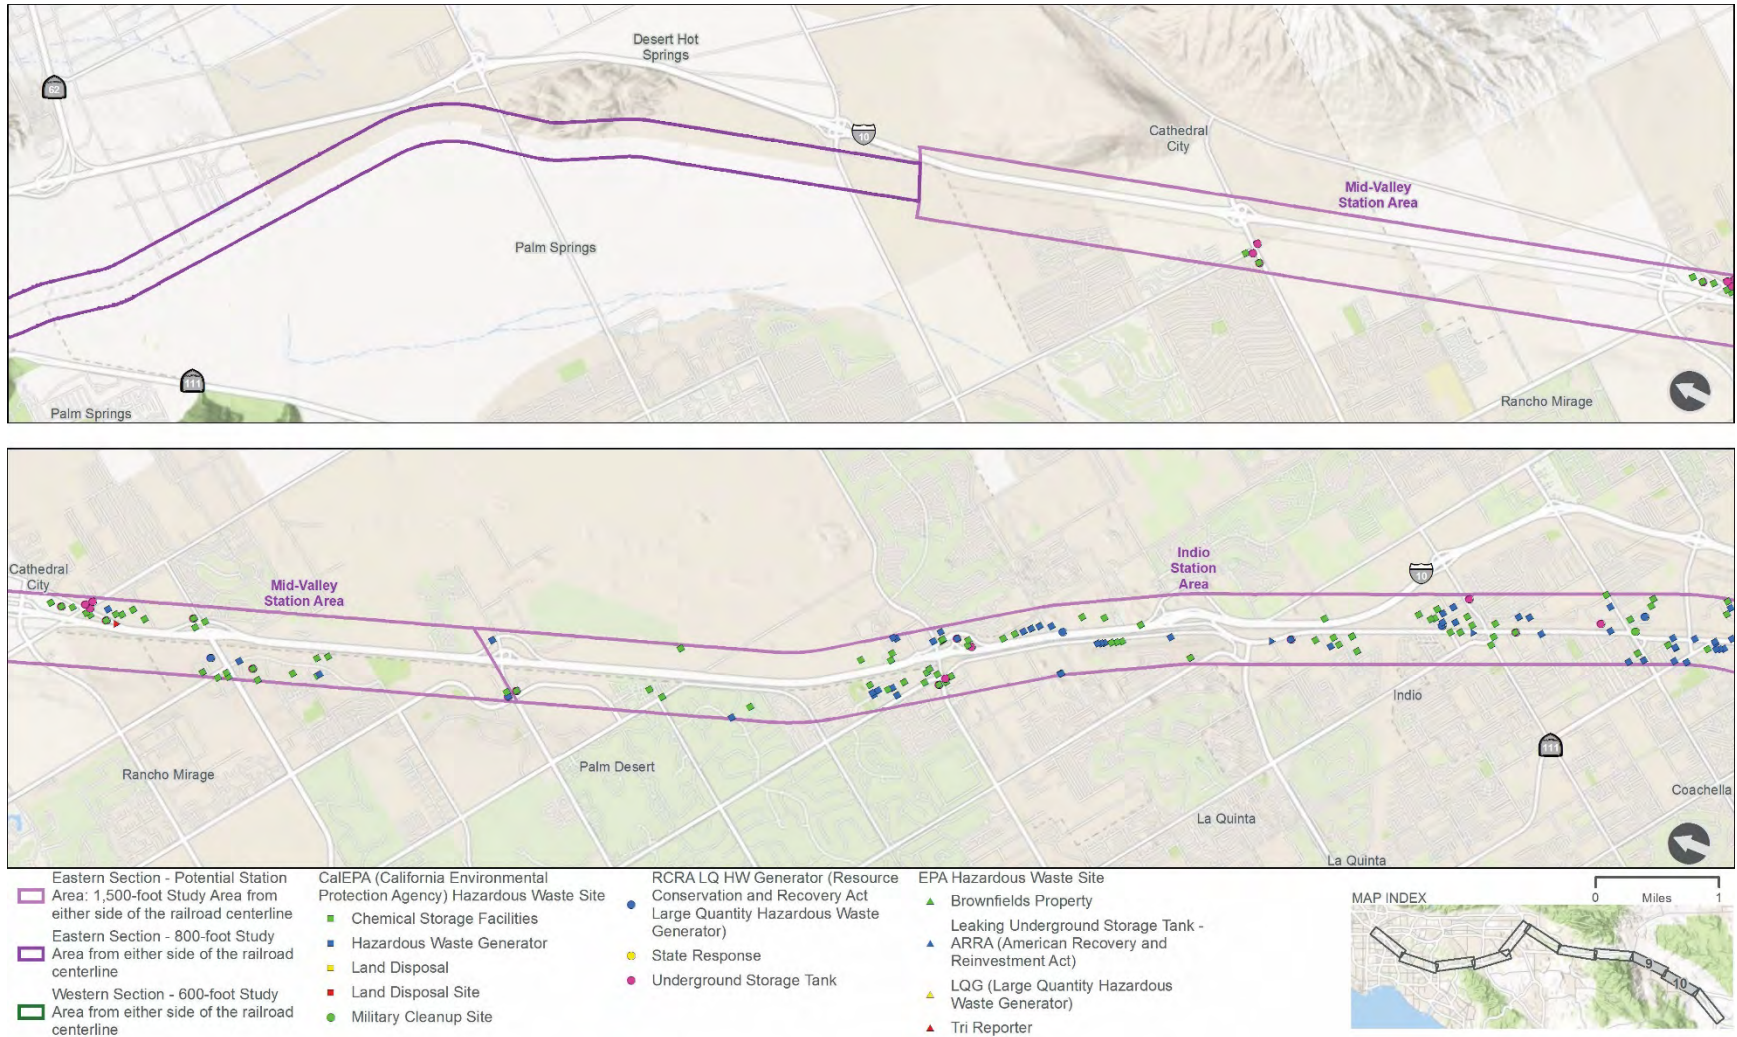 62
Desert Hot
Springs
10
Cathedral
City
Mid-Valley
Station Area
Palm Springs
111
Palm Springs
Rancho Mirage
Cathedral
City
Mid-Valley
Station Area
Indio
Station
Area
10
Indio
111
Rancho Mirage
Palm Desert
Coachella
La Quinta
La Quinta
Eastern Section - Potential Station
Area: 1,500-foot Study Area from
either side of the railroad centerline
Eastern Section - 800-foot Study
Area from either side of the railroad
centerline
Western Section - 600-foot Study
Area from either side of the railroad
centerline
CalEPA (California Environmental
Protection Agency) Hazardous Waste Site
Chemical Storage Facilities
Hazardous Waste Generator
Land Disposal
Land Disposal Site
Military Cleanup Site
RCRA LQ HW Generator (Resource
Conservation and Recovery Act
Large Quantity Hazardous Waste
Generator)
State Response
Underground Storage Tank
EPA Hazardous Waste Site
Brownfields Property
Leaking Underground Storage Tank -
ARRA (American Recovery and
Reinvestment Act)
LQG (Large Quantity Hazardous
Waste Generator)
Tri Reporter
MAP INDEX
0 Miles 1
9
10